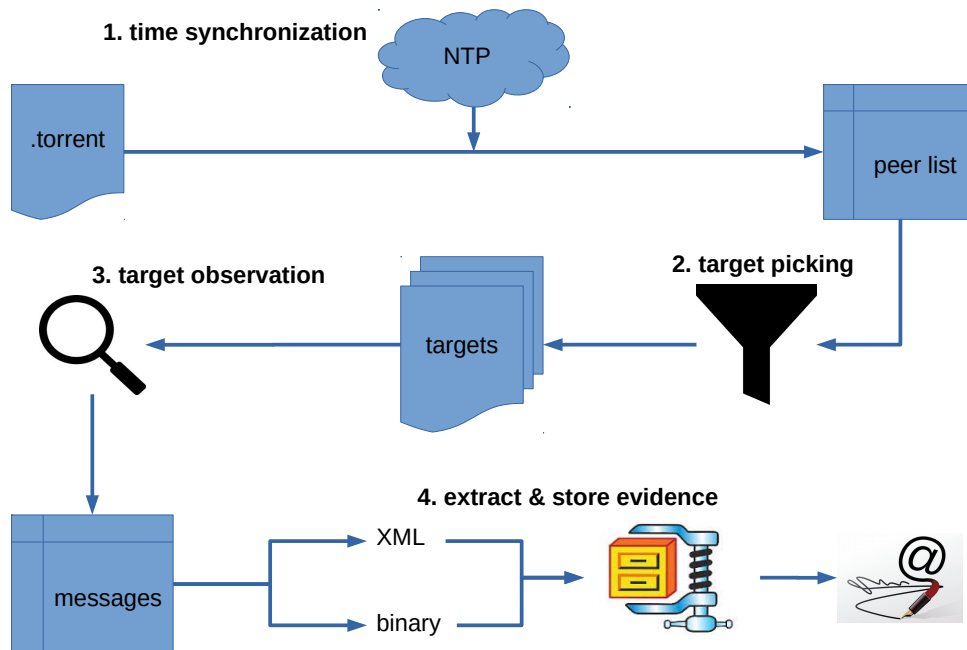 1. time synchronization
NTP
.torrent
peer list
2. target picking
3. target observation
targets
4. extract & store evidence
XML
messages
binary
@